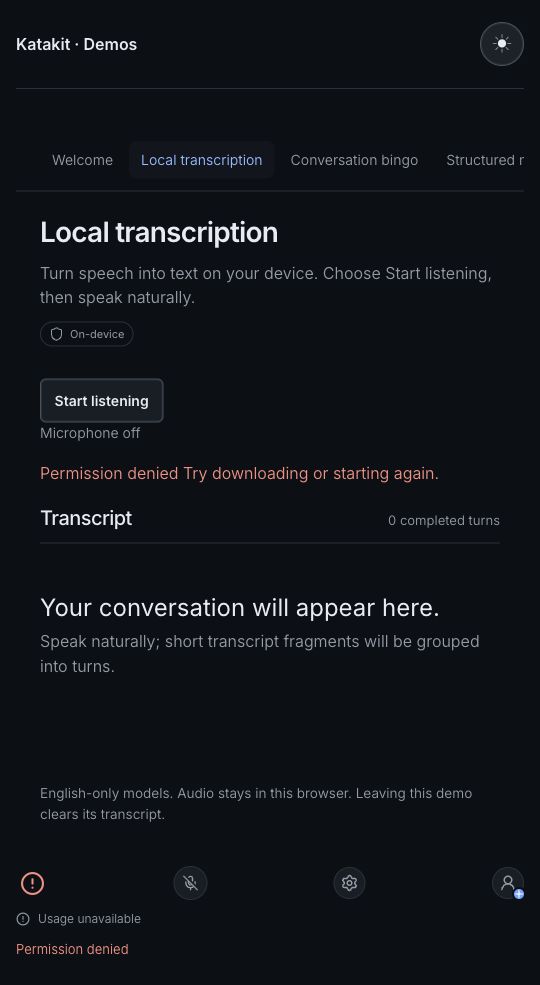 Katakit · Demos
Welcome Local transcription Conversation bingo Structured
Local transcription
Turn speech into text on your device. Choose Start listening,
then speak naturally.
On-device
Start listening
Microphone off
Permission denied Try downloading or starting again.
Transcript 0 completed turns
Your conversation will appear here.
Speak naturally; short transcript fragments will be grouped
into turns.
English-only models. Audio stays in this browser. Leaving this demo
clears its transcript.
Usage unavailable
Permission denied